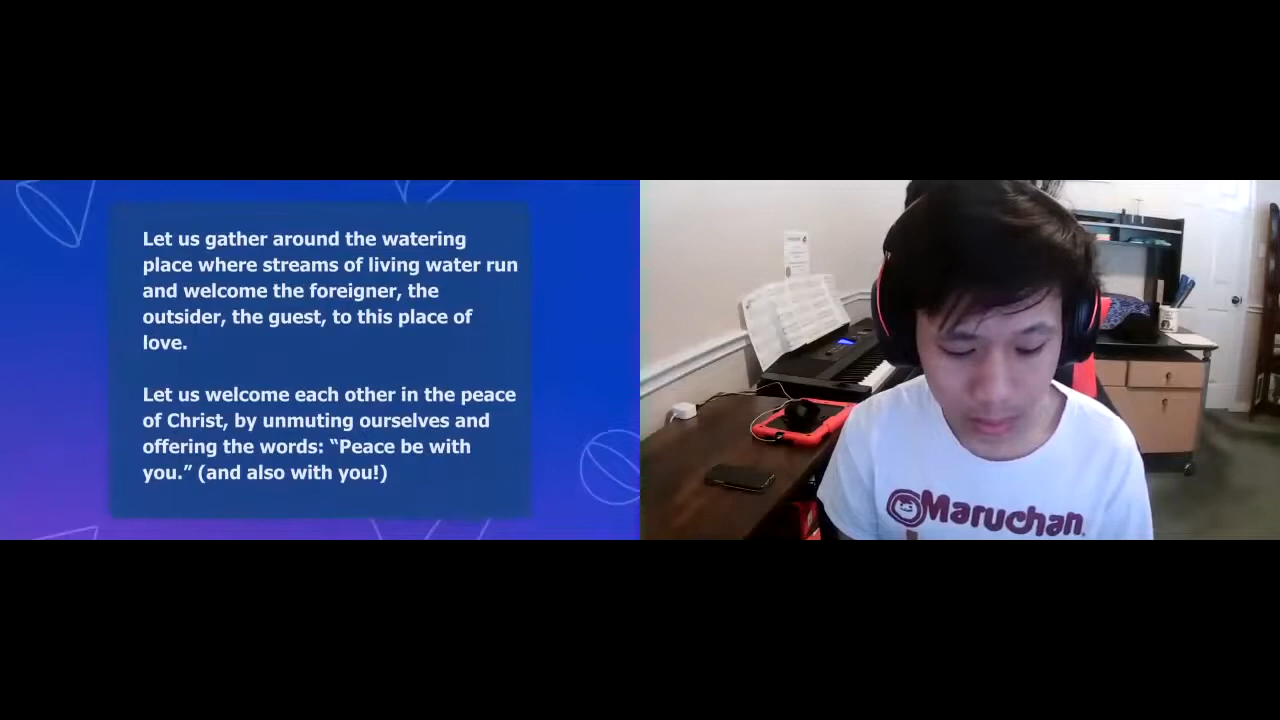 Let us gather around the watering
place where streams of living water run
and welcome the foreigner, the
outsider, the guest, to this place of
love.
Let us welcome each other in the peace
of Christ, by unmuting ourselves and
offering the words: “Peace be with
you.” (and also with you!)
Maruchan